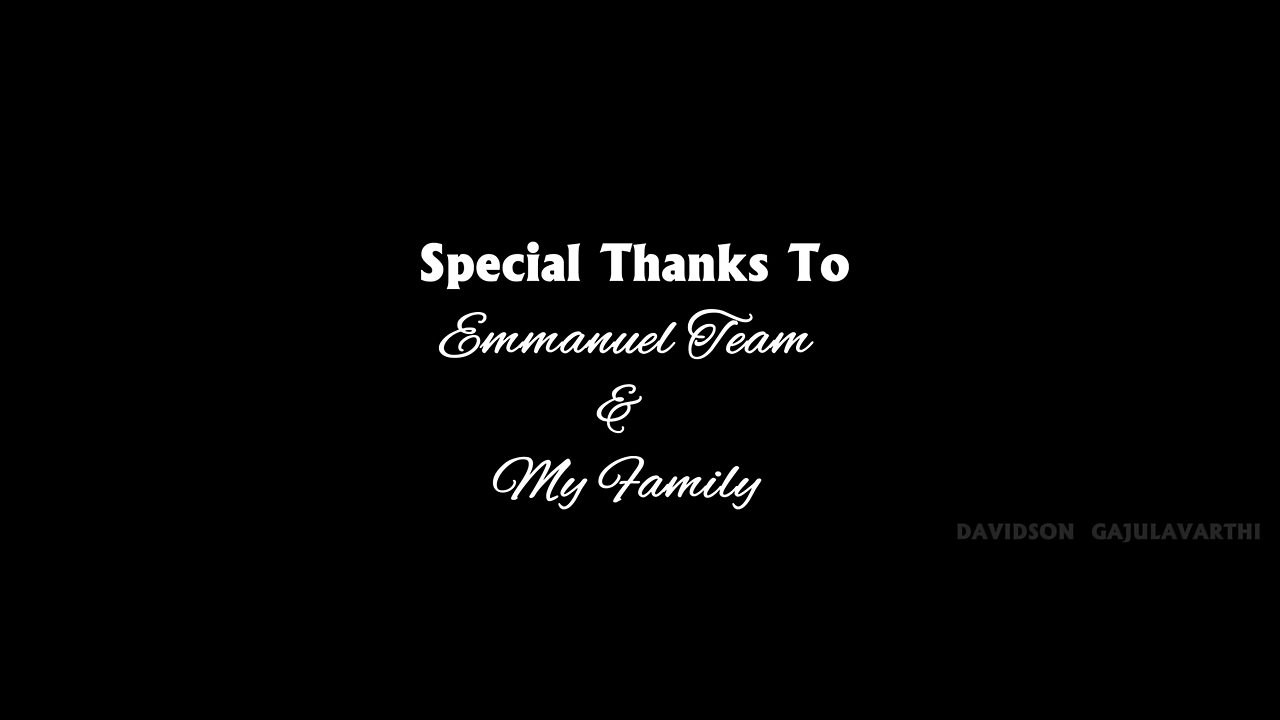 Special Thanks To
Emmanuel Team
&
My Family
DAVIDSON GAJULAVARTHI